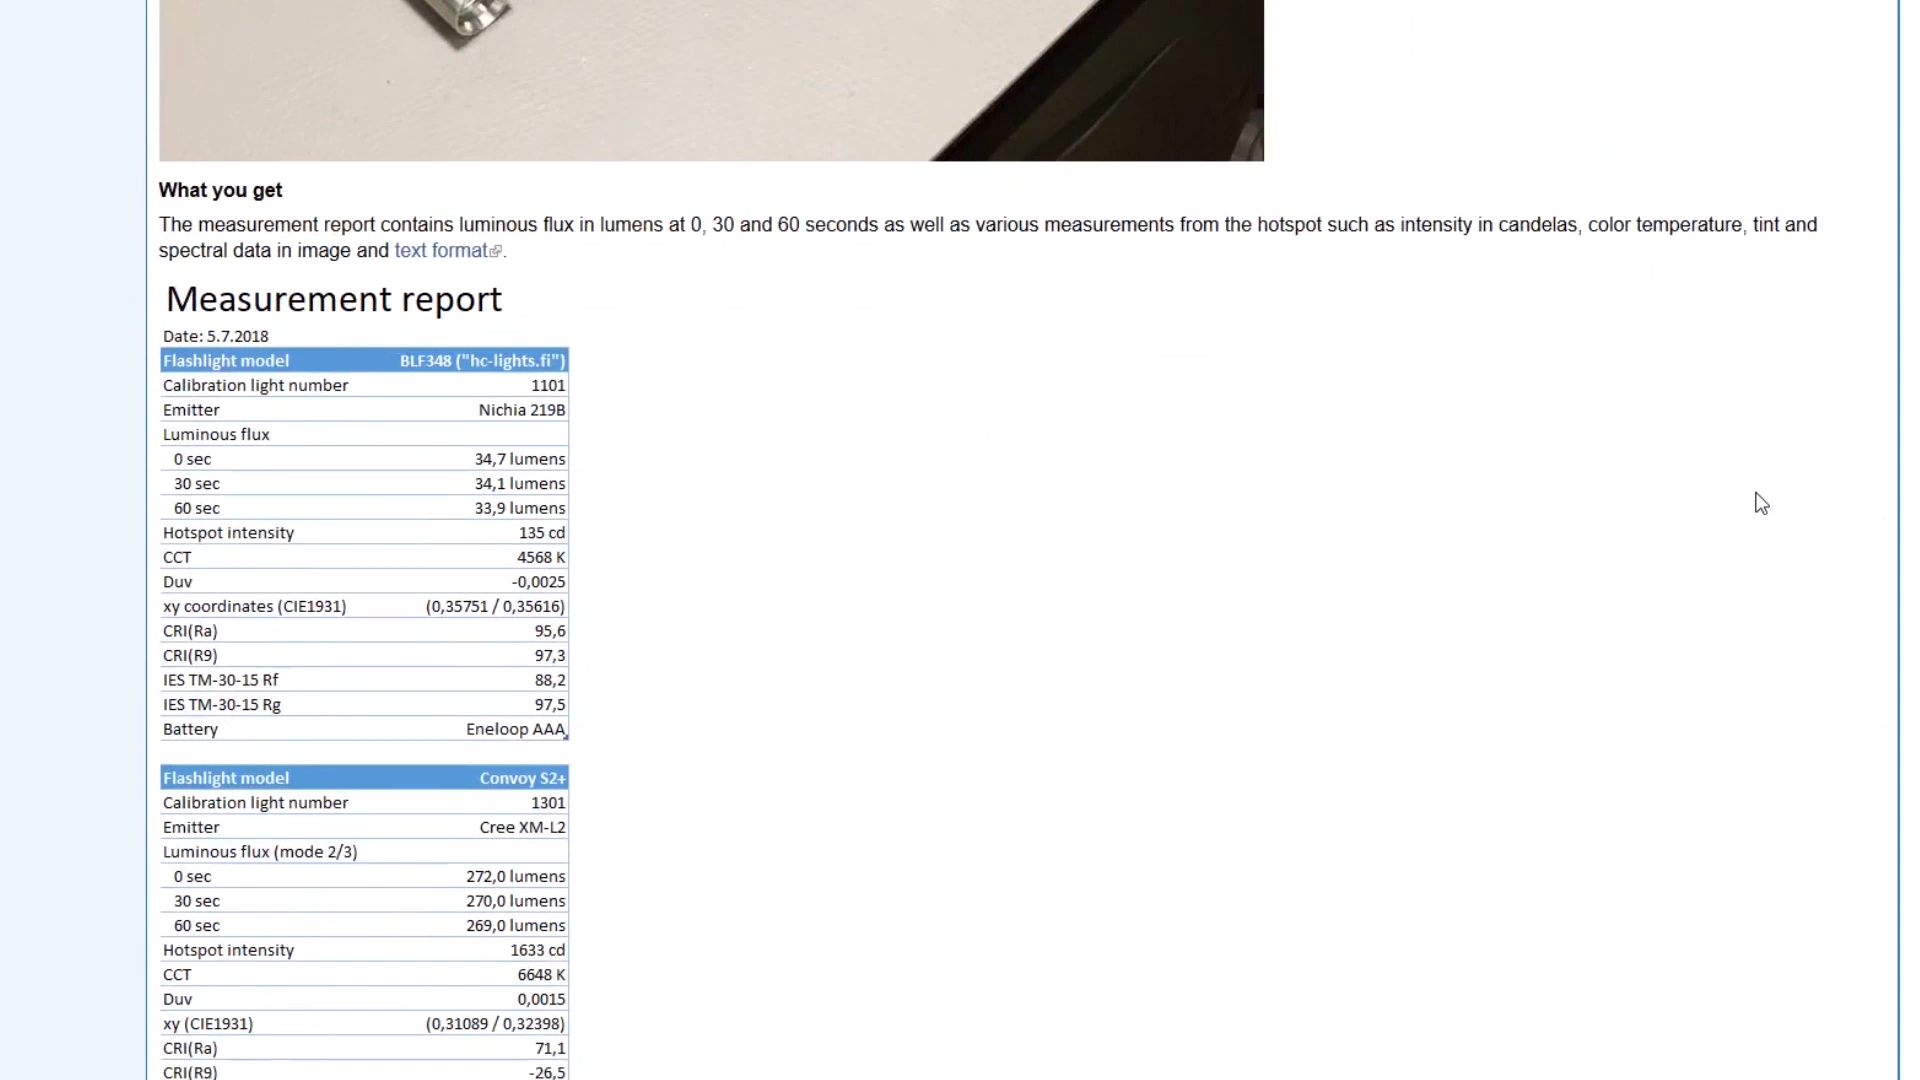 What you get
The measurement report contains luminous flux in lumens at 0, 30 and 60 seconds as well as various measurements from the hotspot such as intensity in candelas, color temperature, tint and
spectral data in image and text format.
Measurement report
Date: 5.7.2018
Flashlight model BLF348 ("hc-lights.fi")
Calibration light number 1101
Emitter Nichia 219B
Luminous flux
0 sec 34,7 lumens
30 sec 34,1 lumens
60 sec 33,9 lumens
Hotspot intensity 135 cd
CCT 4568 K
Duv -0,0025
xy coordinates (CIE1931) (0,35751 / 0,35616)
CRI(Ra) 95,6
CRI(R9) 97,3
IES TM-30-15 Rf 88,2
IES TM-30-15 Rg 97,5
Battery Eneloop AAA
Flashlight model Convoy S2+
Calibration light number 1301
Emitter Cree XM-L2
Luminous flux (mode 2/3)
0 sec 272,0 lumens
30 sec 270,0 lumens
60 sec 269,0 lumens
Hotspot intensity 1633 cd
CCT 6648 K
Duv 0,0015
xy (CIE1931) (0,31089 / 0,32398)
CRI(Ra) 71,1
CRI(R9) -26,5